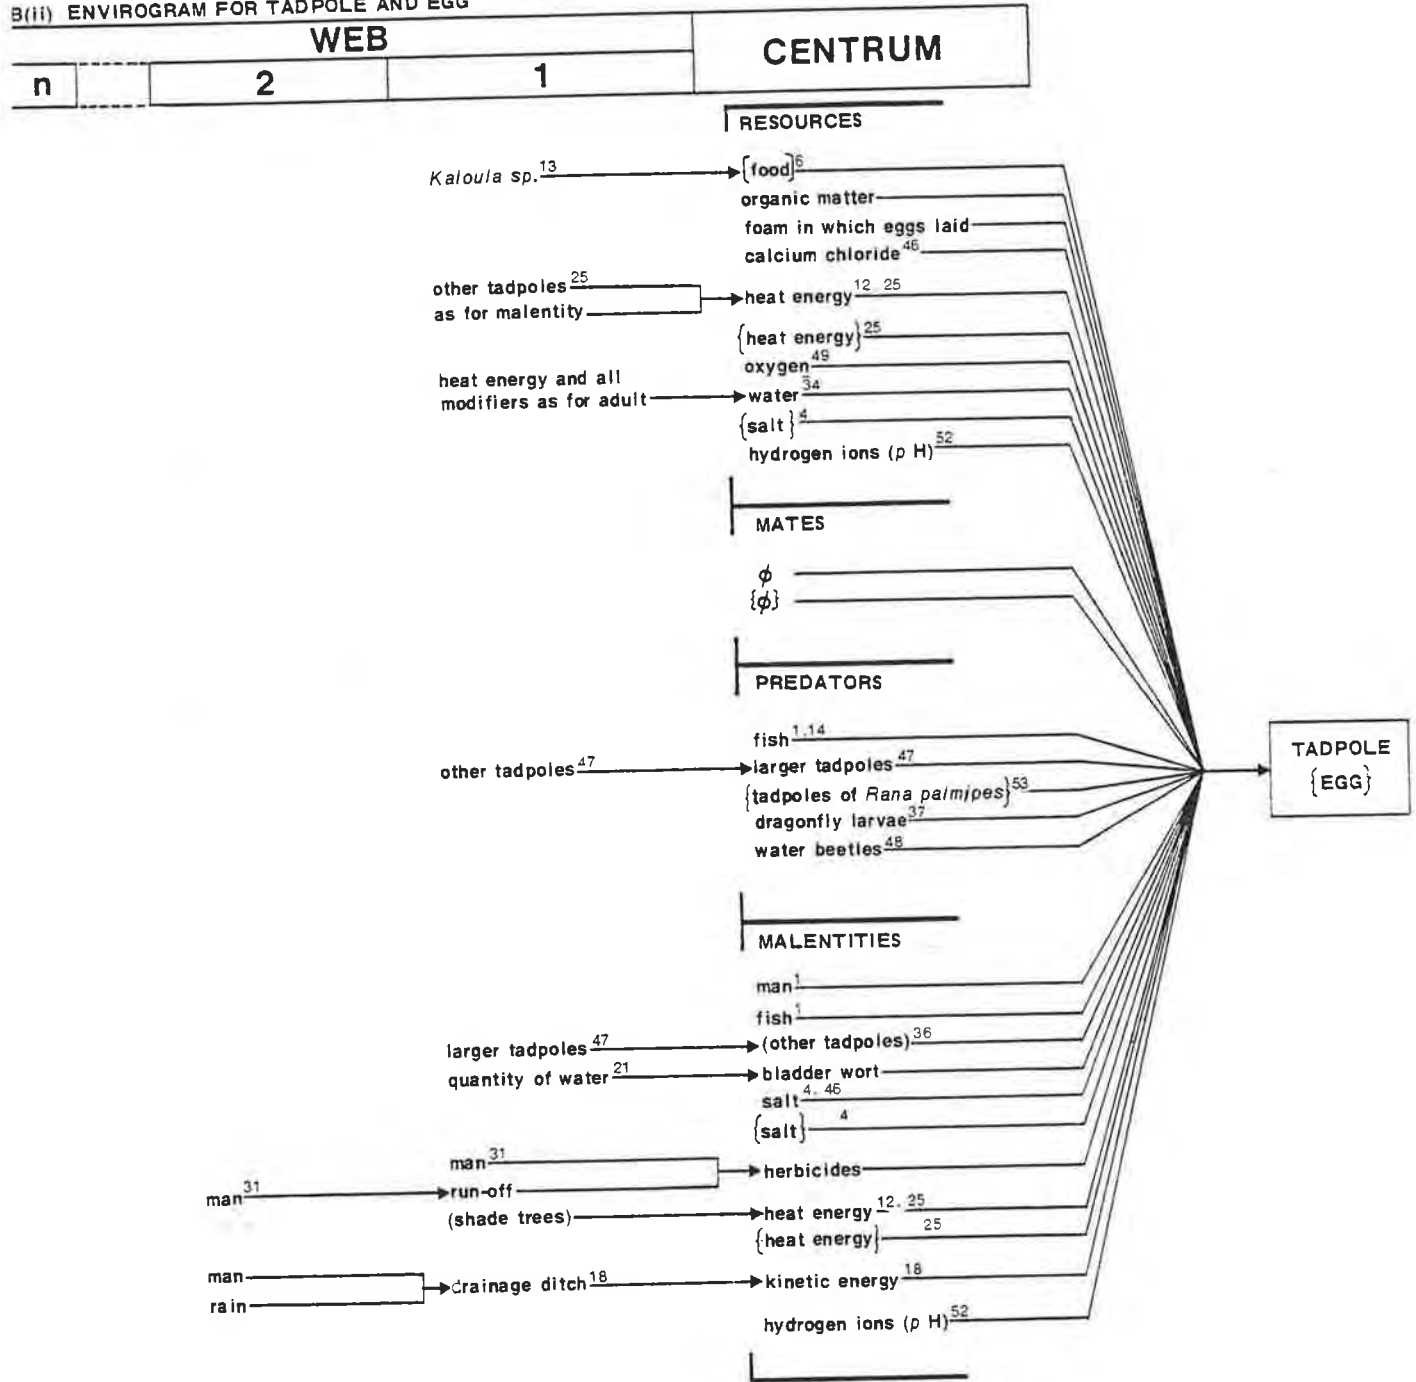 B(ii) ENVIROGRAM FOR TADPOLE AND EGG
WEB
CENTRUM
n
2
1
RESOURCES
Kaloula sp.13
{food]6
organic matter
foam in which eggs laid
calcium chloride46
other tadpoles25
as for malentity
heat energy12, 25
{heat energy}25
oxygen49
heat energy and all
modifiers as for adult
water34
{salt}4
hydrogen ions (p H)52
MATES
ϕ
{ϕ}
PREDATORS
fish1,14
other tadpoles47
larger tadpoles47
{tadpoles of Rana palmipes}53
dragonfly larvae37
water beetles48
TADPOLE
{EGG}
MALENTITIES
man1
fish1
larger tadpoles47
(other tadpoles)36
quantity of water21
bladder wort
salt4, 46
{salt}4
man31
herbicides
man31
run-off
(shade trees)
heat energy12, 25
{heat energy}25
man
rain
drainage ditch18
kinetic energy18
hydrogen ions (p H)52